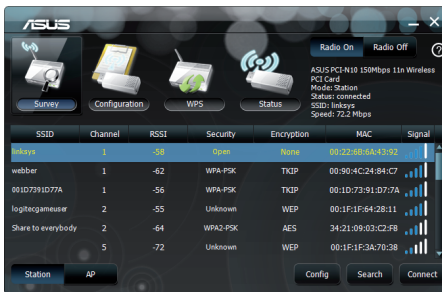 ASUS
Radio On Radio Off
ASUS PCI-N10 150Mbps 11n Wireless
PCI Card
Mode: Station
Status: connected
SSID: linksys
Speed: 72.2 Mbps
Survey Configuration WPS Status
SSID Channel RSSI Security Encryption MAC Signal
linksys 1 -58 Open None 00:22:6B:6A:43:92
webber 1 -62 WPA-PSK TKIP 00:90:4C:24:84:C7
001D7391D77A 1 -56 WPA-PSK TKIP 00:1D:73:91:D7:7A
logitecgameuser 2 -55 Unknown WEP 00:1F:1F:64:28:11
Share to everybody 2 -64 WPA2-PSK AES 34:21:09:03:C2:FB
5 -72 Unknown WEP 00:1F:1F:3A:70:38
Station AP Config Search Connect